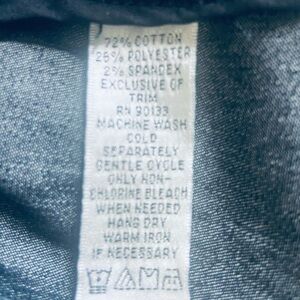 72% COTTON
26% POLYESTER
2% SPANDEX
EXCLUSIVE OF
TRIM
RN 90133
MACHINE WASH
COLD
SEPARATELY
GENTLE CYCLE
ONLY NON-
CHLORINE BLEACH
WHEN NEEDED
HANG DRY
WARM IRON
IF NECESSARY